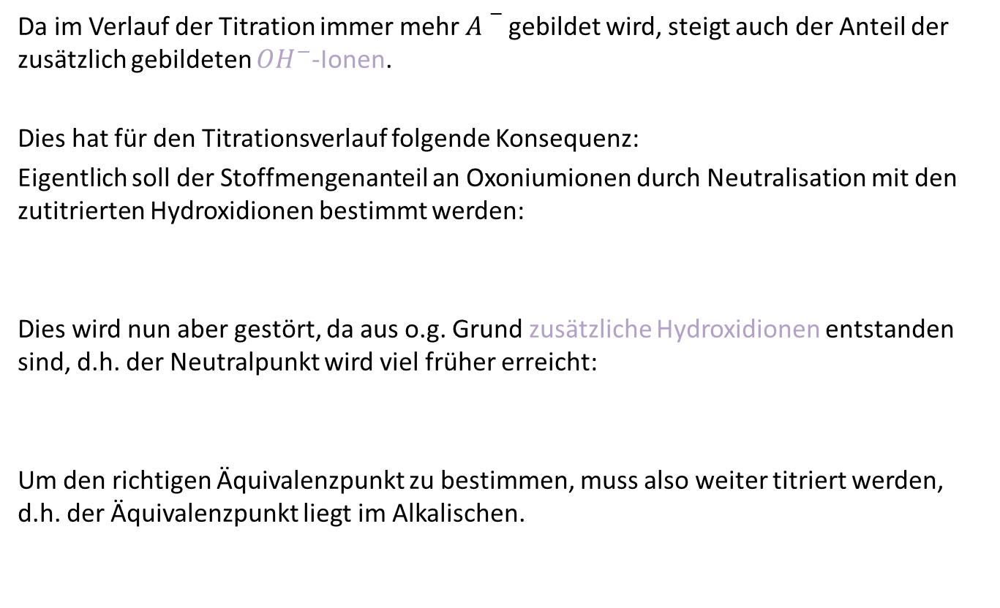 Da im Verlauf der Titration immer mehr A⁻ gebildet wird, steigt auch der Anteil der
zusätzlich gebildeten OH⁻-Ionen.
Dies hat für den Titrationsverlauf folgende Konsequenz:
Eigentlich soll der Stoffmengenanteil an Oxoniumionen durch Neutralisation mit den
zutitrierten Hydroxidionen bestimmt werden:
Dies wird nun aber gestört, da aus o.g. Grund zusätzliche Hydroxidionen entstanden
sind, d.h. der Neutralpunkt wird viel früher erreicht:
Um den richtigen Äquivalenzpunkt zu bestimmen, muss also weiter titriert werden,
d.h. der Äquivalenzpunkt liegt im Alkalischen.